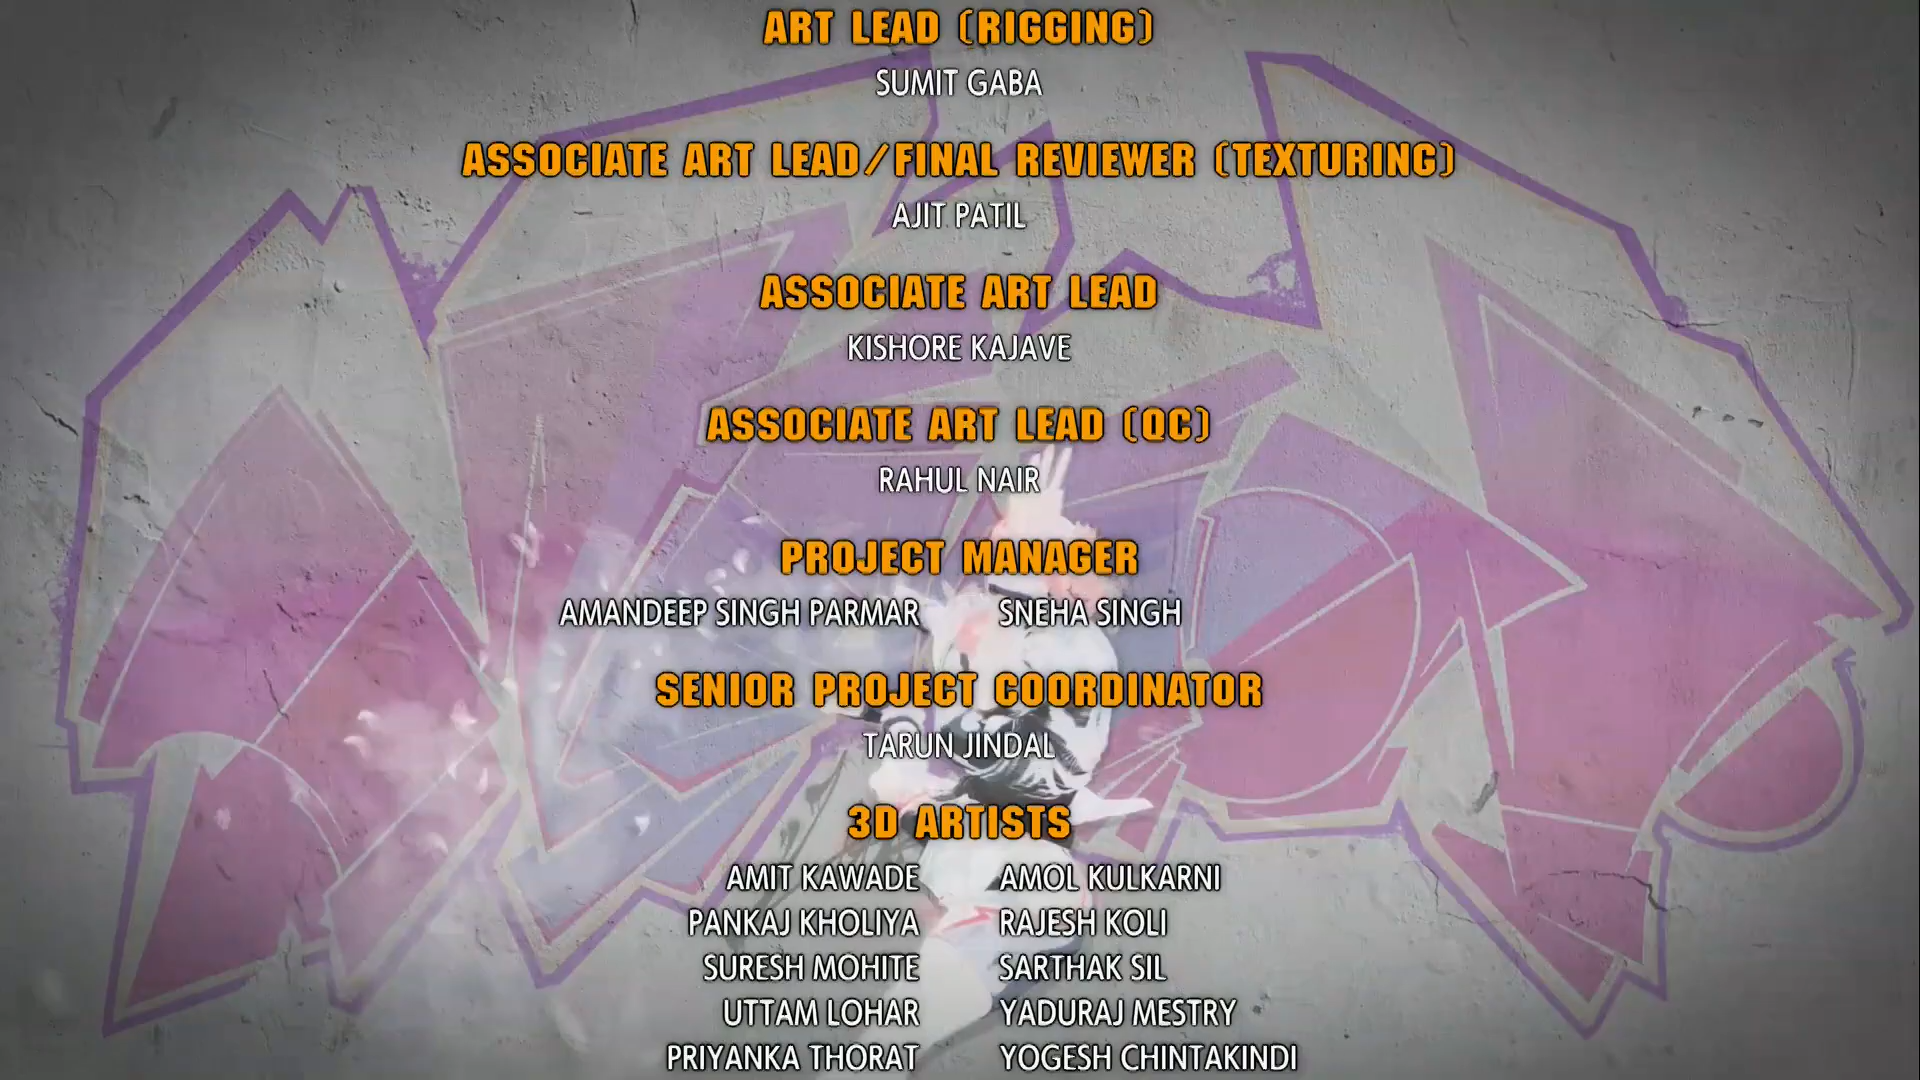 ART LEAD (RIGGING)
SUMIT GABA
ASSOCIATE ART LEAD/FINAL REVIEWER (TEXTURING)
AJIT PATIL
ASSOCIATE ART LEAD
KISHORE KAJAVE
ASSOCIATE ART LEAD (QC)
RAHUL NAIR
PROJECT MANAGER
AMANDEEP SINGH PARMAR SNEHA SINGH
SENIOR PROJECT COORDINATOR
TARUN JINDAL
3D ARTISTS
AMIT KAWADE AMOL KULKARNI
PANKAJ KHOLIYA RAJESH KOLI
SURESH MOHITE SARTHAK SIL
UTTAM LOHAR YADURAJ MESTRY
PRIYANKA THORAT YOGESH CHINTAKINDI